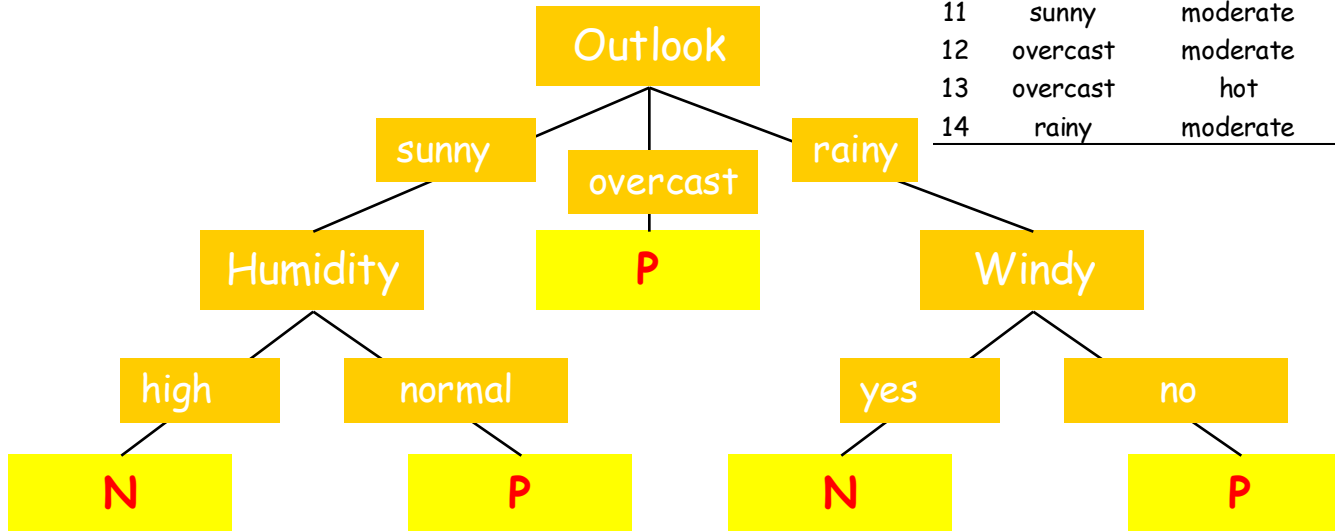 11 sunny moderate
12 overcast moderate
13 overcast hot
14 rainy moderate
Outlook
sunny
overcast
rainy
Humidity
P
Windy
high
normal
yes
no
N
P
N
P